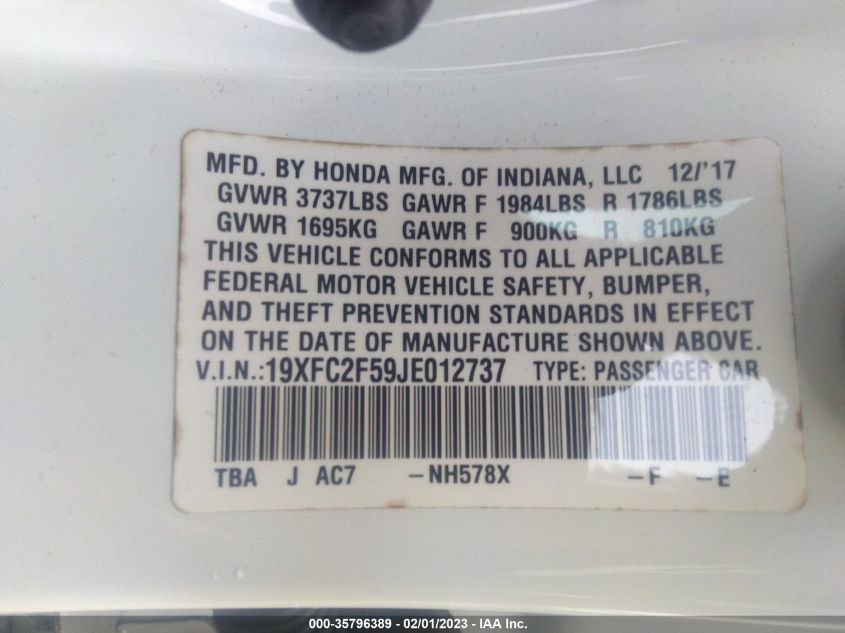 MFD. BY HONDA MFG. OF INDIANA, LLC 12/'17
GVWR 3737LBS GAWR F 1984LBS R 1786LBS
GVWR 1695KG GAWR F 900KG R 810KG
THIS VEHICLE CONFORMS TO ALL APPLICABLE
FEDERAL MOTOR VEHICLE SAFETY, BUMPER,
AND THEFT PREVENTION STANDARDS IN EFFECT
ON THE DATE OF MANUFACTURE SHOWN ABOVE.
V.I.N.:19XFC2F59JE012737 TYPE: PASSENGER CAR
TBA J AC7 -NH578X -F -E
000-35796389 - 02/01/2023 - IAA Inc.